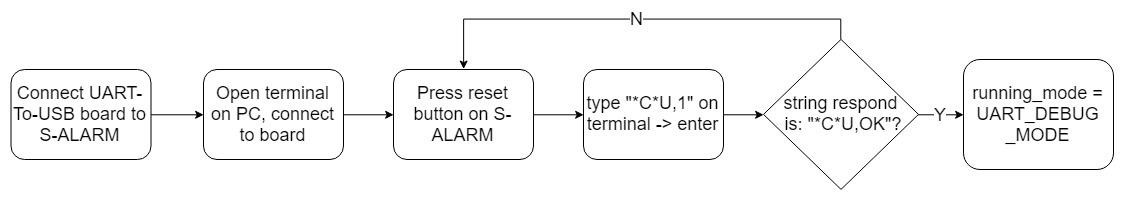 N
Connect UART-
To-USB board to
S-ALARM
Open terminal
on PC, connect
to board
Press reset
button on S-
ALARM
type "*C*U,1" on
terminal -> enter
string respond
is: "*C*U,OK"?
Y
running_mode =
UART_DEBUG
_MODE